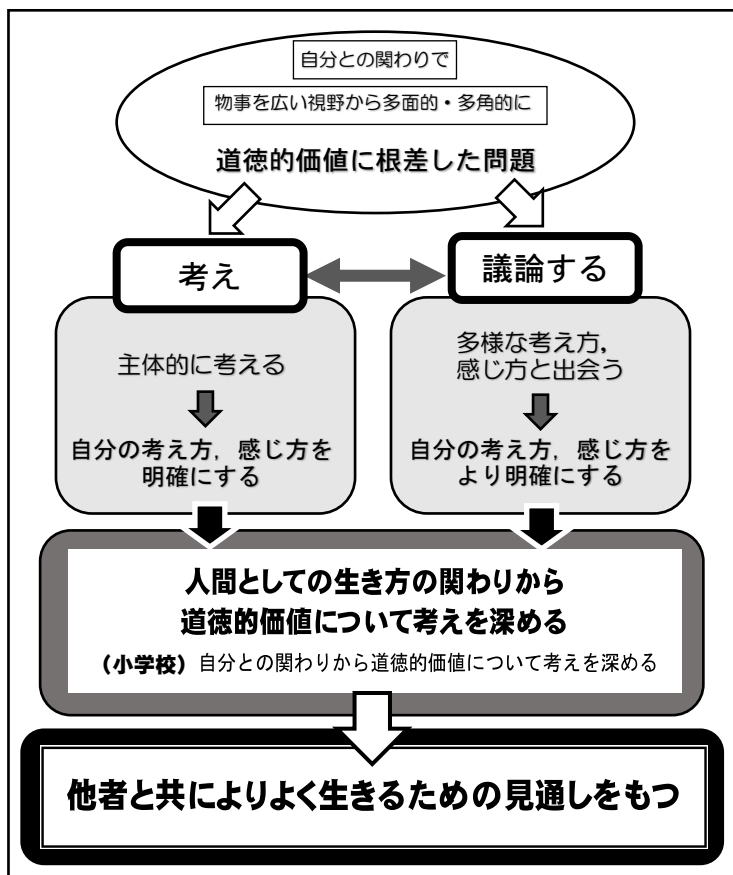 自分との関わりで
物事を広い視野から多面的・多角的に
道徳的価値に根差した問題
考え
議論する
主体的に考える
自分の考え方，感じ方を
明確にする
多様な考え方，
感じ方と出会う
自分の考え方，感じ方を
より明確にする
人間としての生き方の関わりから
道徳的価値について考えを深める
（小学校）自分との関わりから道徳的価値について考えを深める
他者と共によりよく生きるための見通しをもつ